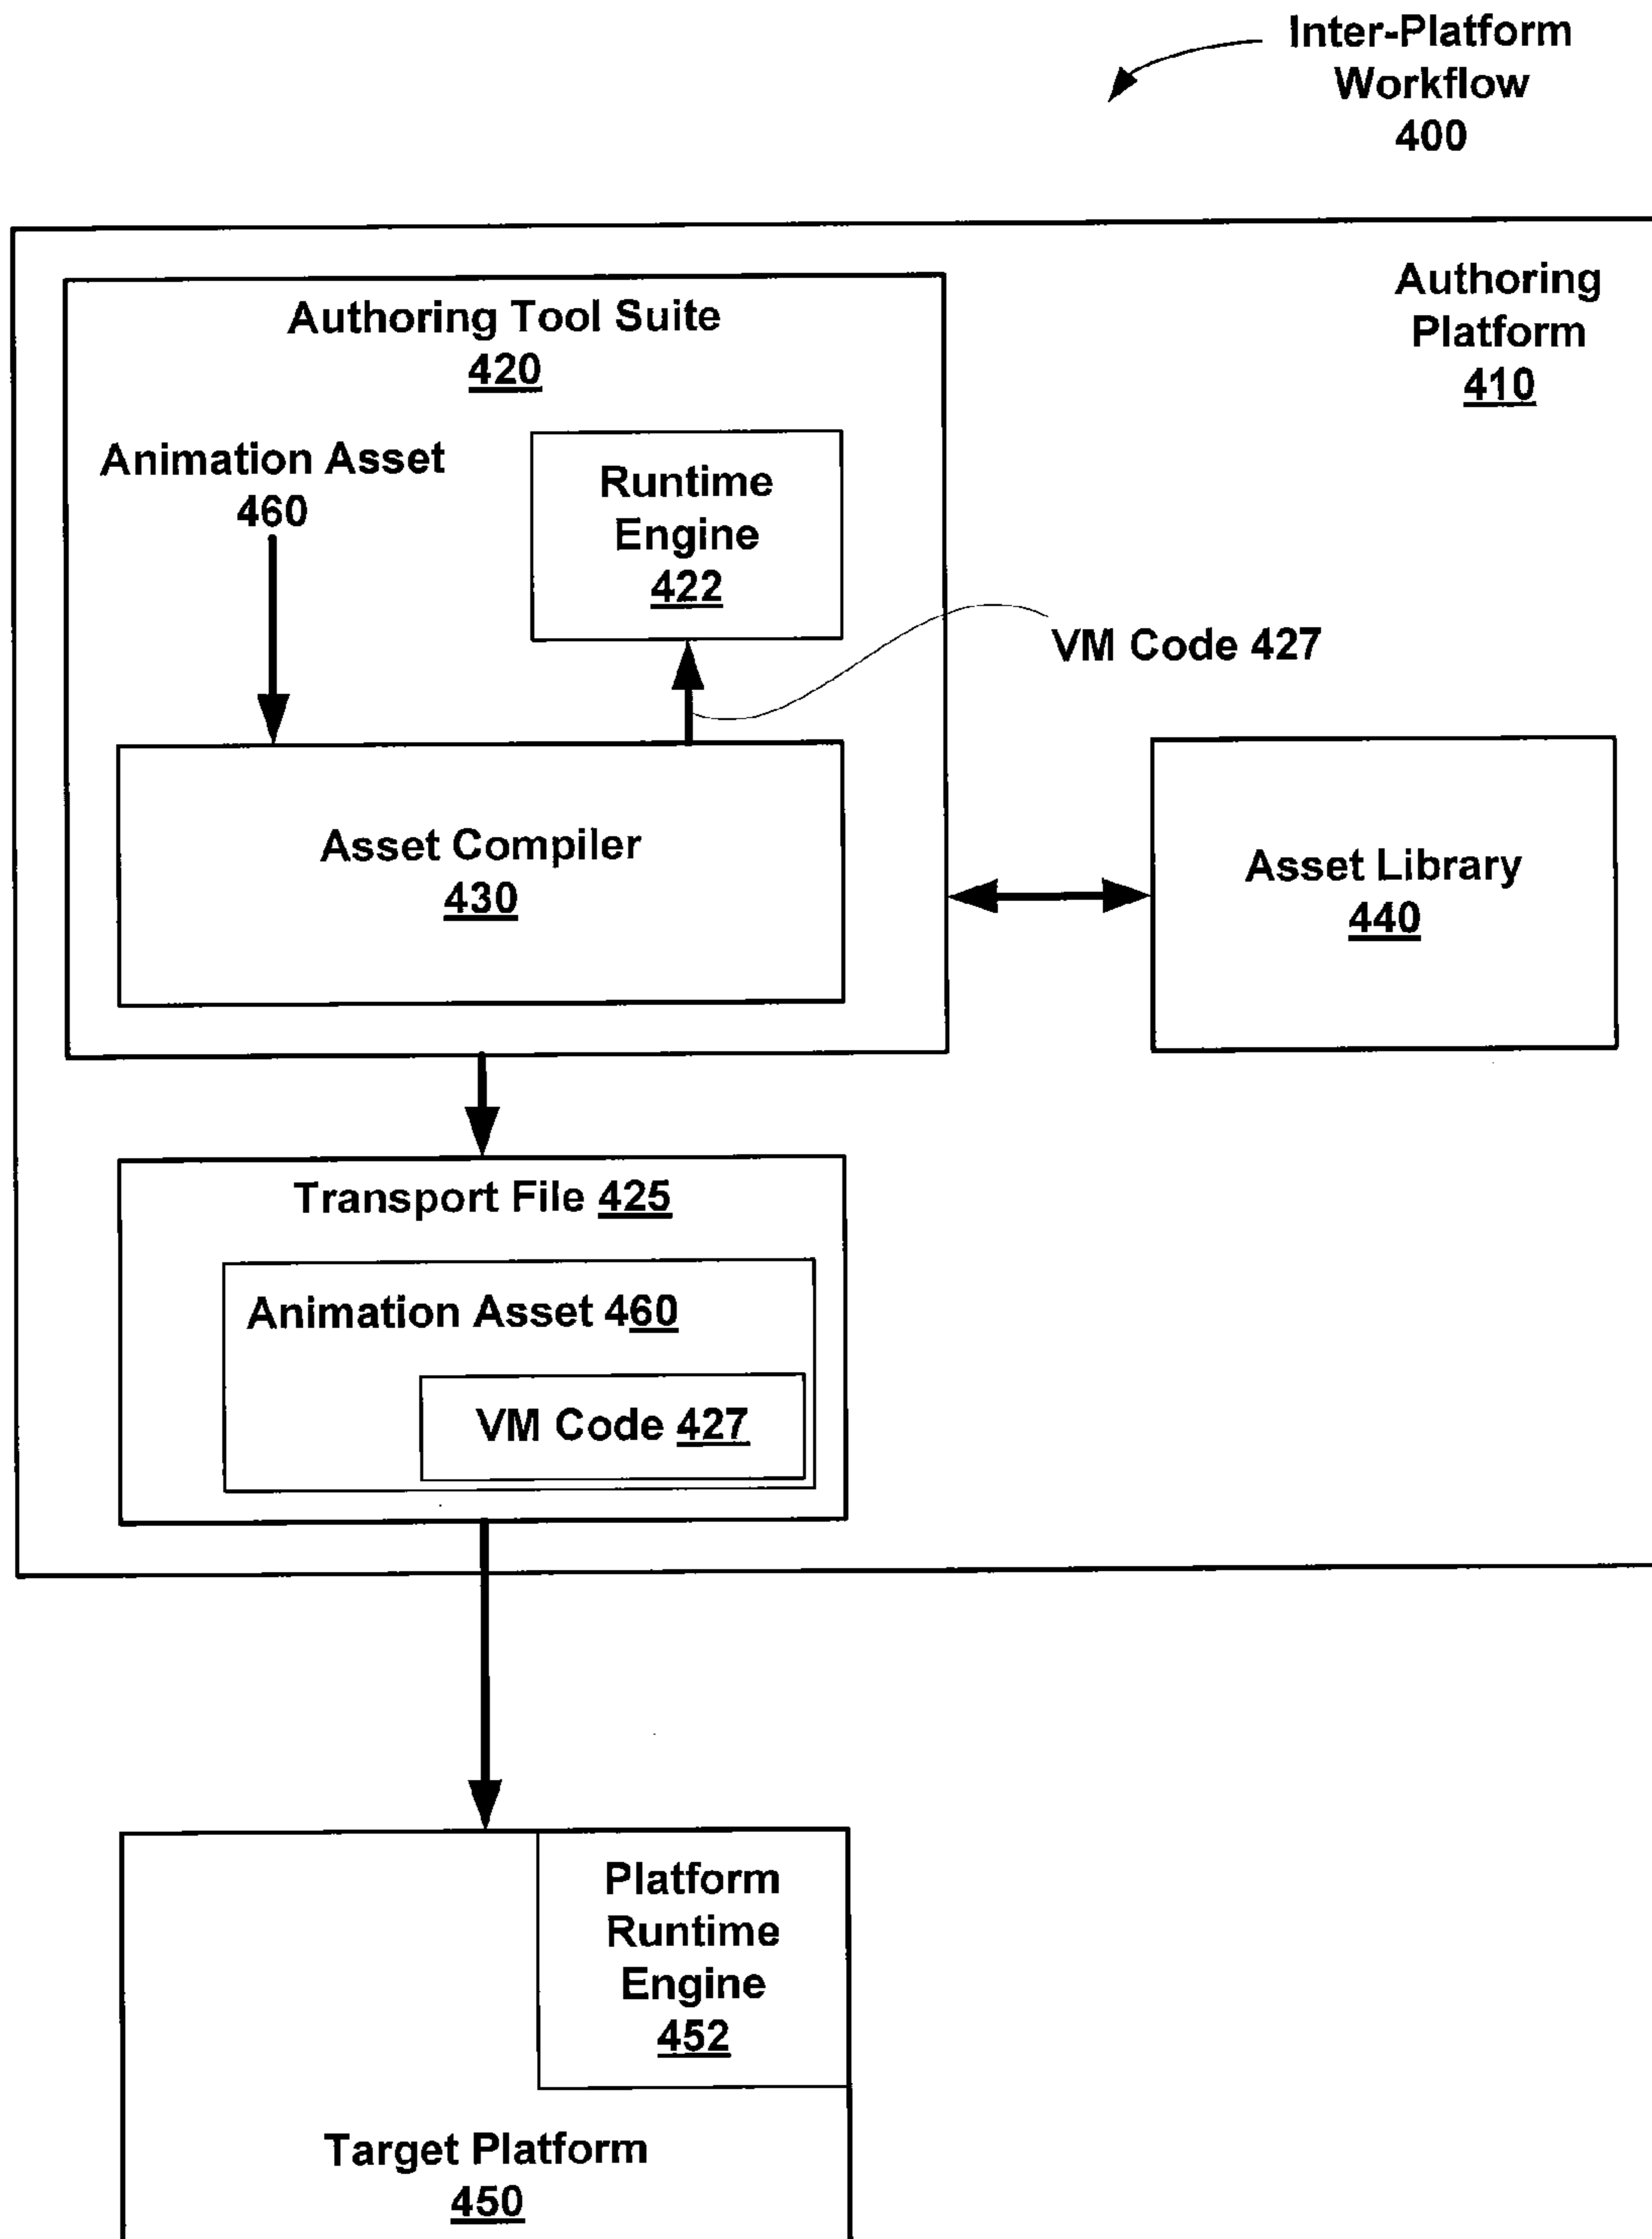 Inter-Platform
Workflow
400
Authoring
Platform
410
Authoring Tool Suite
420
Animation Asset
460
Runtime
Engine
422
VM Code 427
Asset Compiler
430
Asset Library
440
Transport File 425
Animation Asset 460
VM Code 427
Platform
Runtime
Engine
452
Target Platform
450